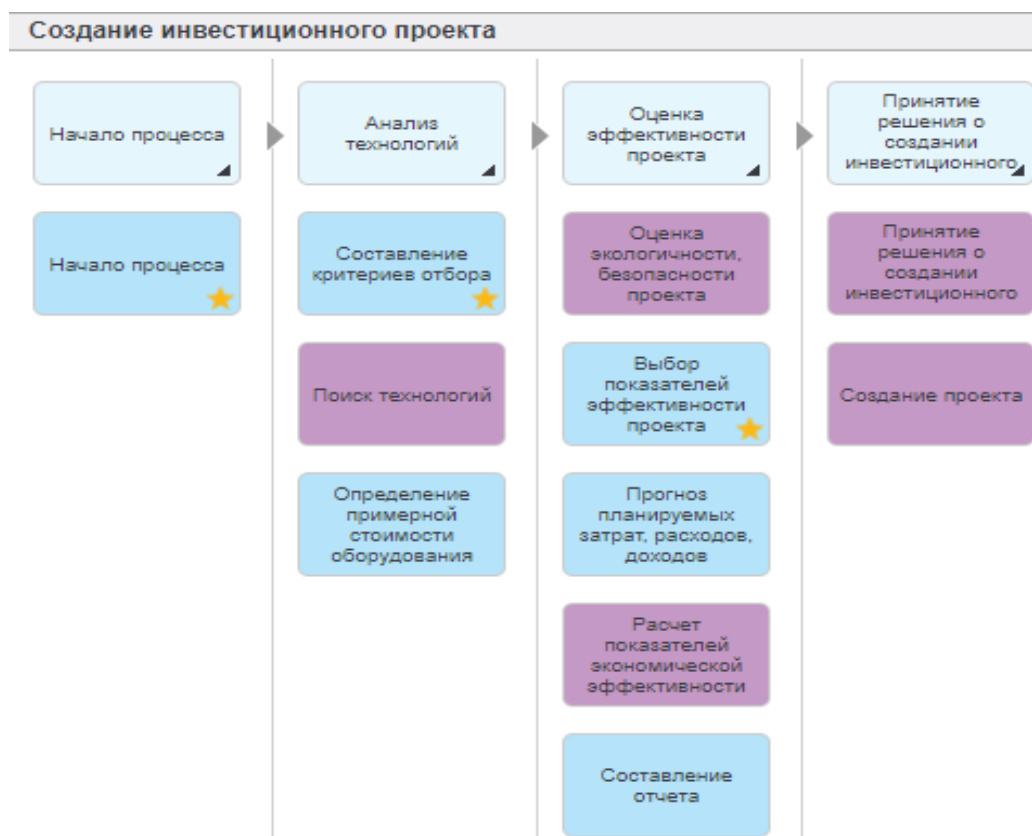 Создание инвестиционного проекта
Начало процесса
Анализ
технологий
Оценка
эффективности
проекта
Принятие
решения о
создании
инвестиционного
Начало процесса
Составление
критериев отбора
Оценка
экологичности,
безопасности
проекта
Принятие
решения о
создании
инвестиционного
Поиск технологий
Выбор
показателей
эффективности
проекта
Создание проекта
Определение
примерной
стоимости
оборудования
Прогноз
планируемых
затрат, расходов,
доходов
Расчет
показателей
экономической
эффективности
Составление
отчета